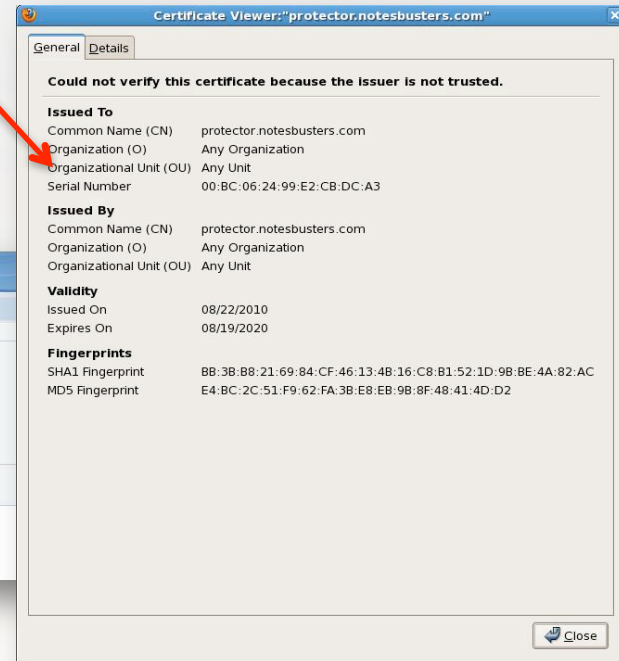 Certificate Viewer:"protector.notesbusters.com"
General Details
Could not verify this certificate because the issuer is not trusted.
Issued To
Common Name (CN) protector.notesbusters.com
Organization (O) Any Organization
Organizational Unit (OU) Any Unit
Serial Number 00:BC:06:24:99:E2:CB:DC:A3
Issued By
Common Name (CN) protector.notesbusters.com
Organization (O) Any Organization
Organizational Unit (OU) Any Unit
Validity
Issued On 08/22/2010
Expires On 08/19/2020
Fingerprints
SHA1 Fingerprint BB:3B:B8:21:69:84:CF:46:13:4B:16:C8:B1:52:1D:9B:BE:4A:82:AC
MD5 Fingerprint E4:BC:2C:51:F9:62:FA:3B:E8:EB:9B:8F:48:41:4D:D2
Close